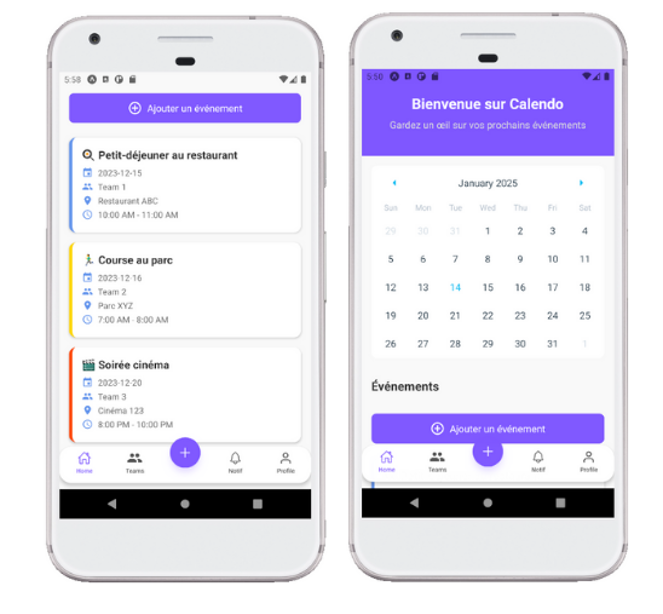 5:58
Ajouter un événement
Petit-déjeuner au restaurant
2023-12-15
Team 1
Restaurant ABC
10:00 AM - 11:00 AM
Course au parc
2023-12-16
Team 2
Parc XYZ
7:00 AM - 8:00 AM
Soirée cinéma
2023-12-20
Team 3
Cinéma 123
8:00 PM - 10:00 PM
Home Teams + Notif Profile
5:50
Bienvenue sur Calendo
Gardez un œil sur vos prochains événements
January 2025
Sun Mon Tue Wed Thu Fri Sat
29 30 31 1 2 3 4
5 6 7 8 9 10 11
12 13 14 15 16 17 18
19 20 21 22 23 24 25
26 27 28 29 30 31 1
Événements
Ajouter un événement
Home Teams + Notif Profile